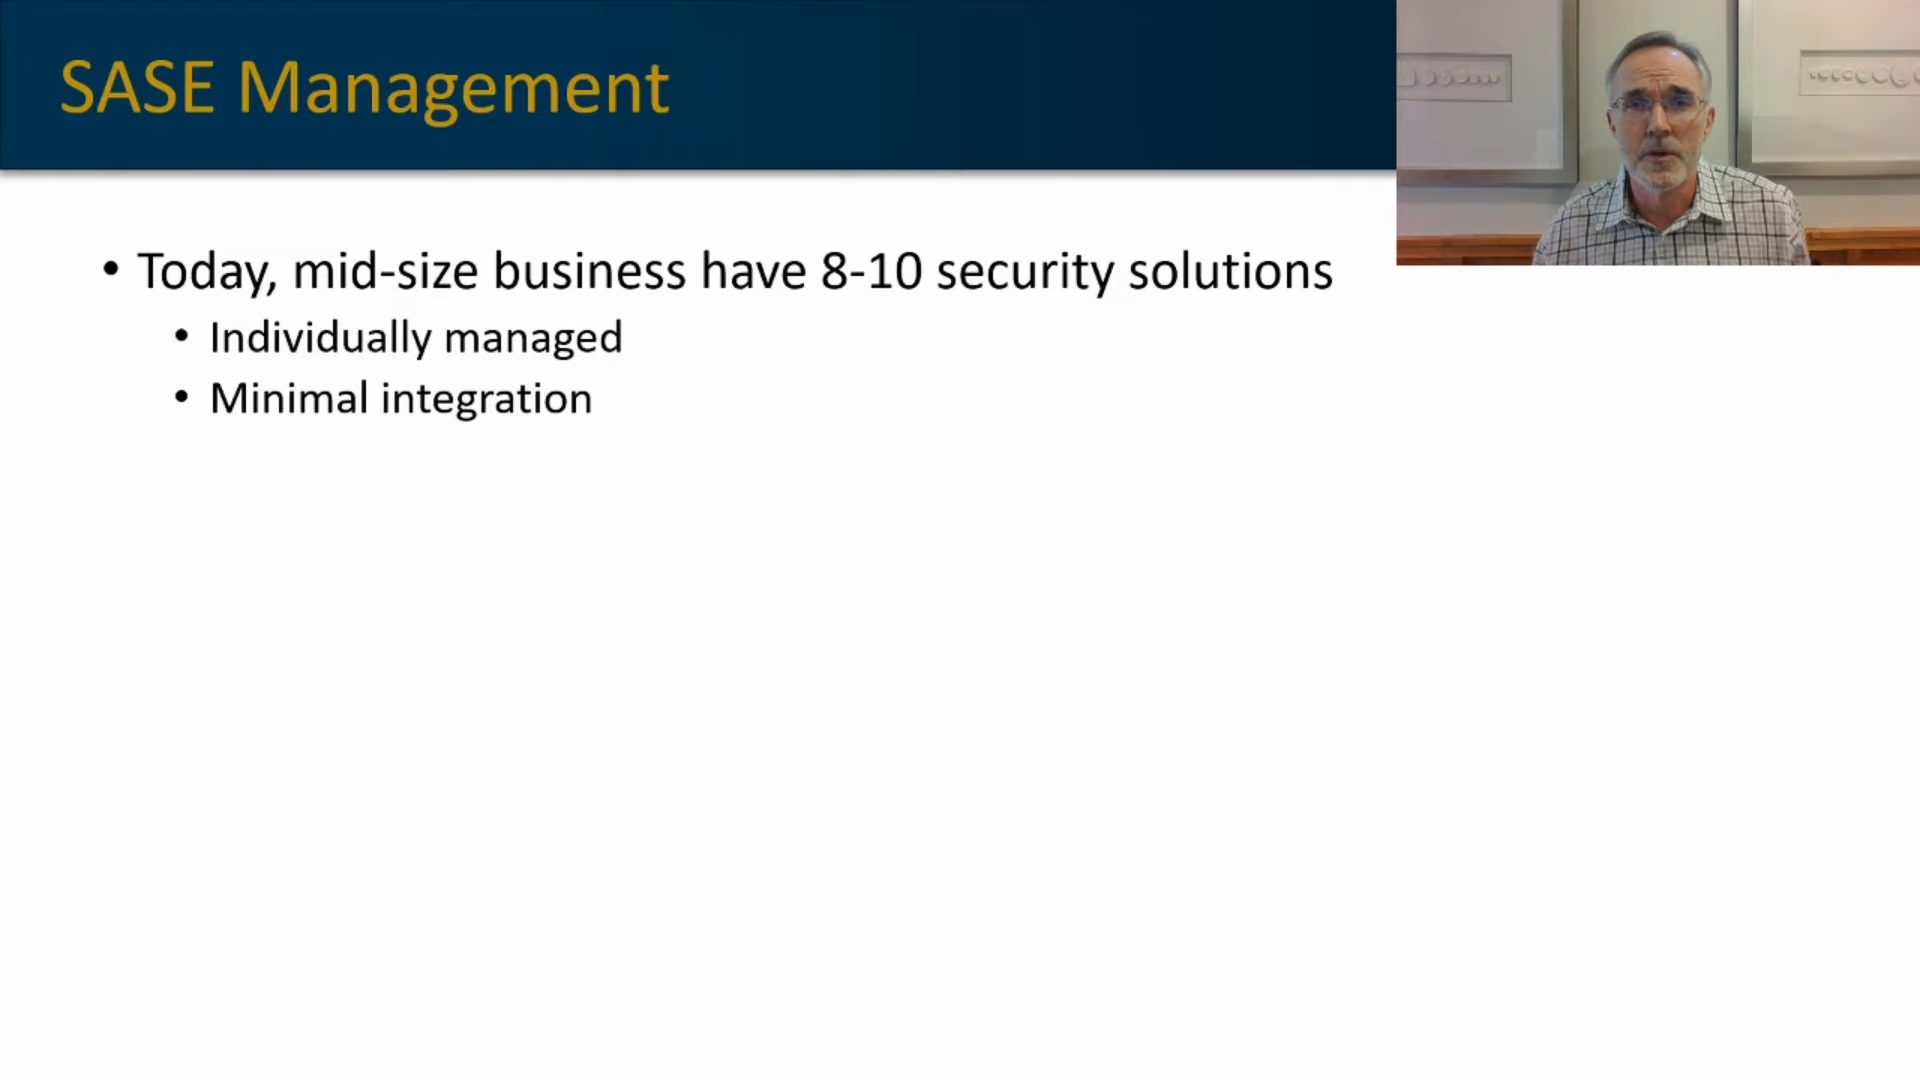 SASE Management
• Today, mid-size business have 8-10 security solutions
• Individually managed
• Minimal integration